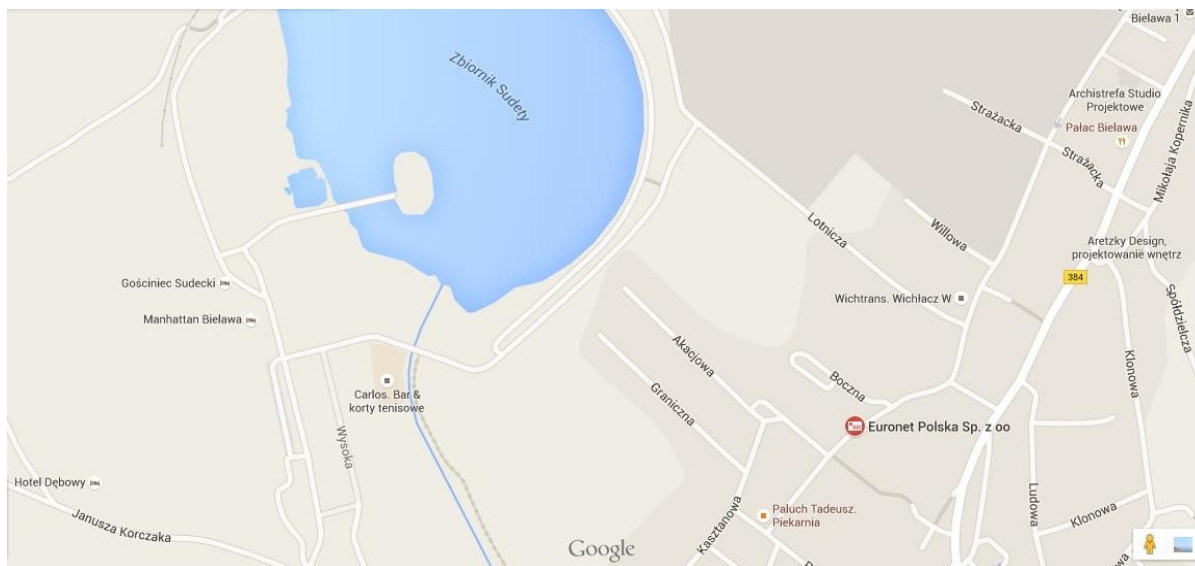 Bielawa 1
Archistrefa Studio
Projektowe
Pałac Bielawa
Zbiornik Sudety
Strażacka
Strażacka
Mikołaja Kopernika
Lotnicza
Willowa
Aretzky Design,
projektowanie wnętrz
384
Gościniec Sudecki
Wichtrans. Wichłacz W
Spółdzielcza
Manhattan Bielawa
Akacjowa
Klonowa
Boczna
Carlos. Bar &
korty tenisowe
Graniczna
Euronet Polska Sp. z oo
Wysoka
Hotel Dębowy
Ludowa
Paluch Tadeusz.
Piekarnia
Klonowa
Janusza Korczaka
Kasztanowa
Google